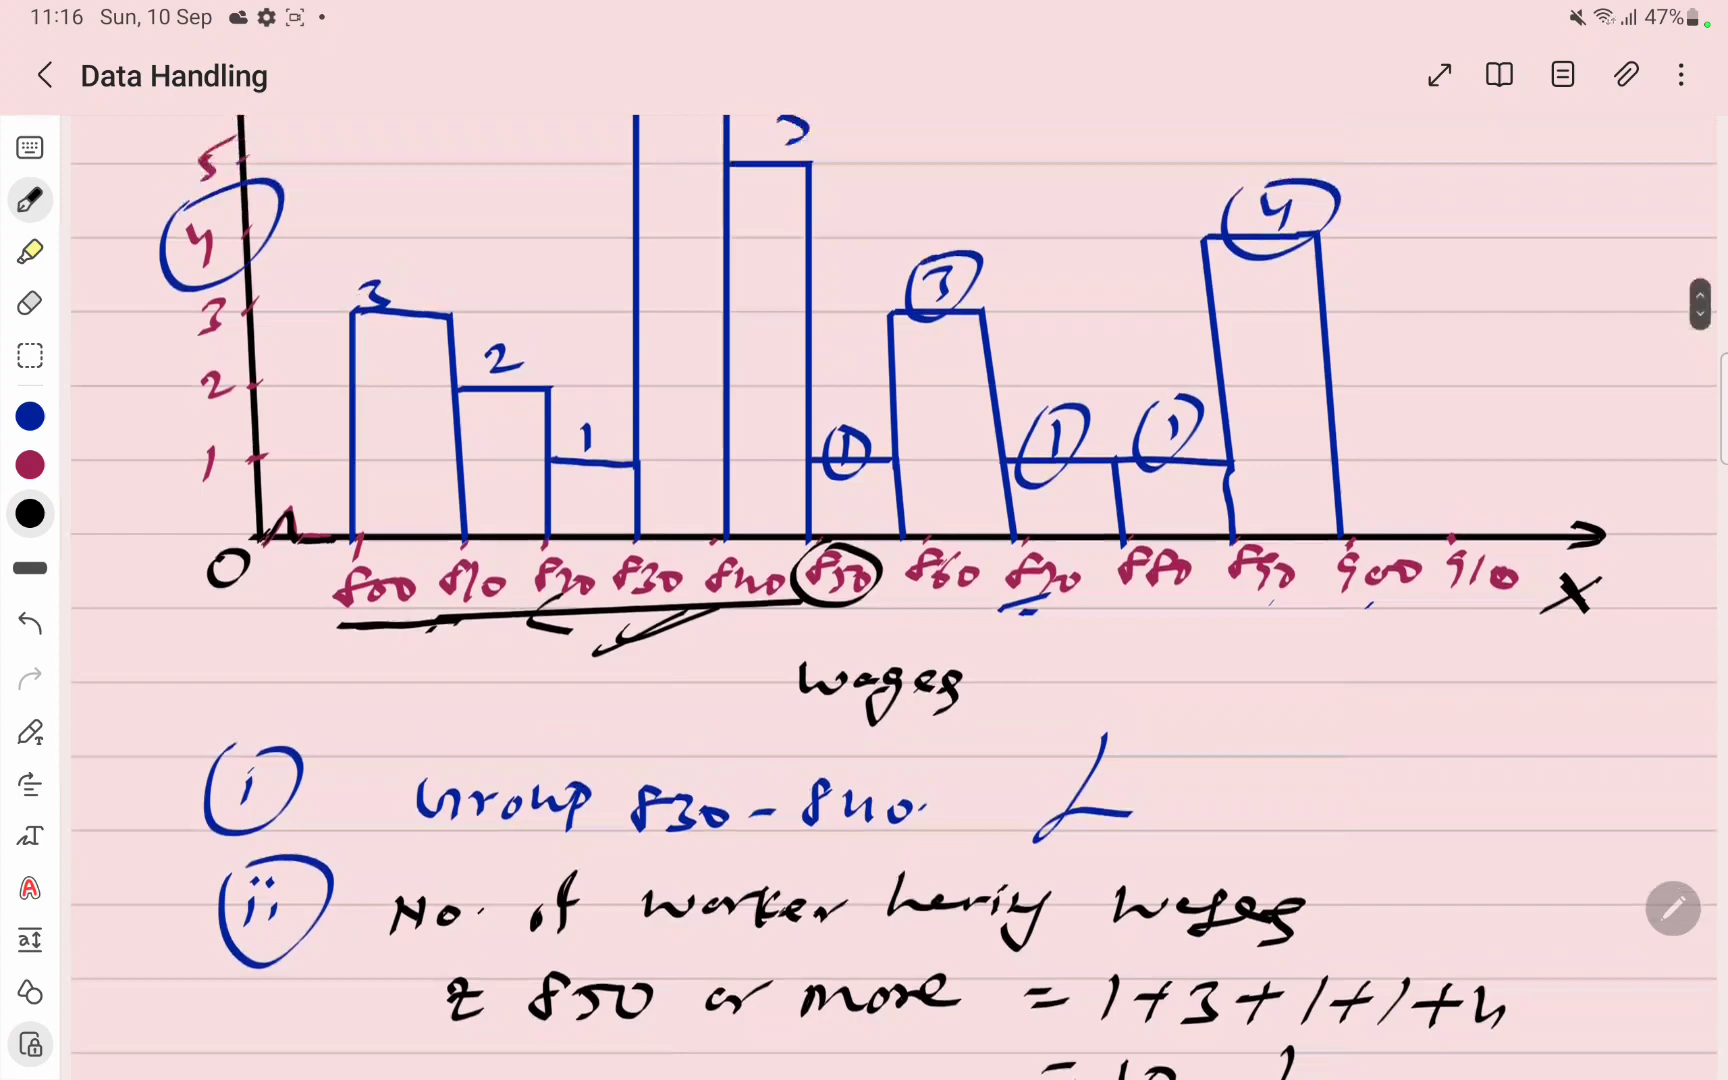 11:16 Sun, 10 Sep 47%
Data Handling
5
4
4
3
3
3
2
2
1
1
1
1
1
0 800 810 820 830 840 850 860 870 880 890 900 910 X
wages
i Group 830 - 840.
ii No. of worker having wages
₹ 850 or more = 1+3+1+1+4
= 10